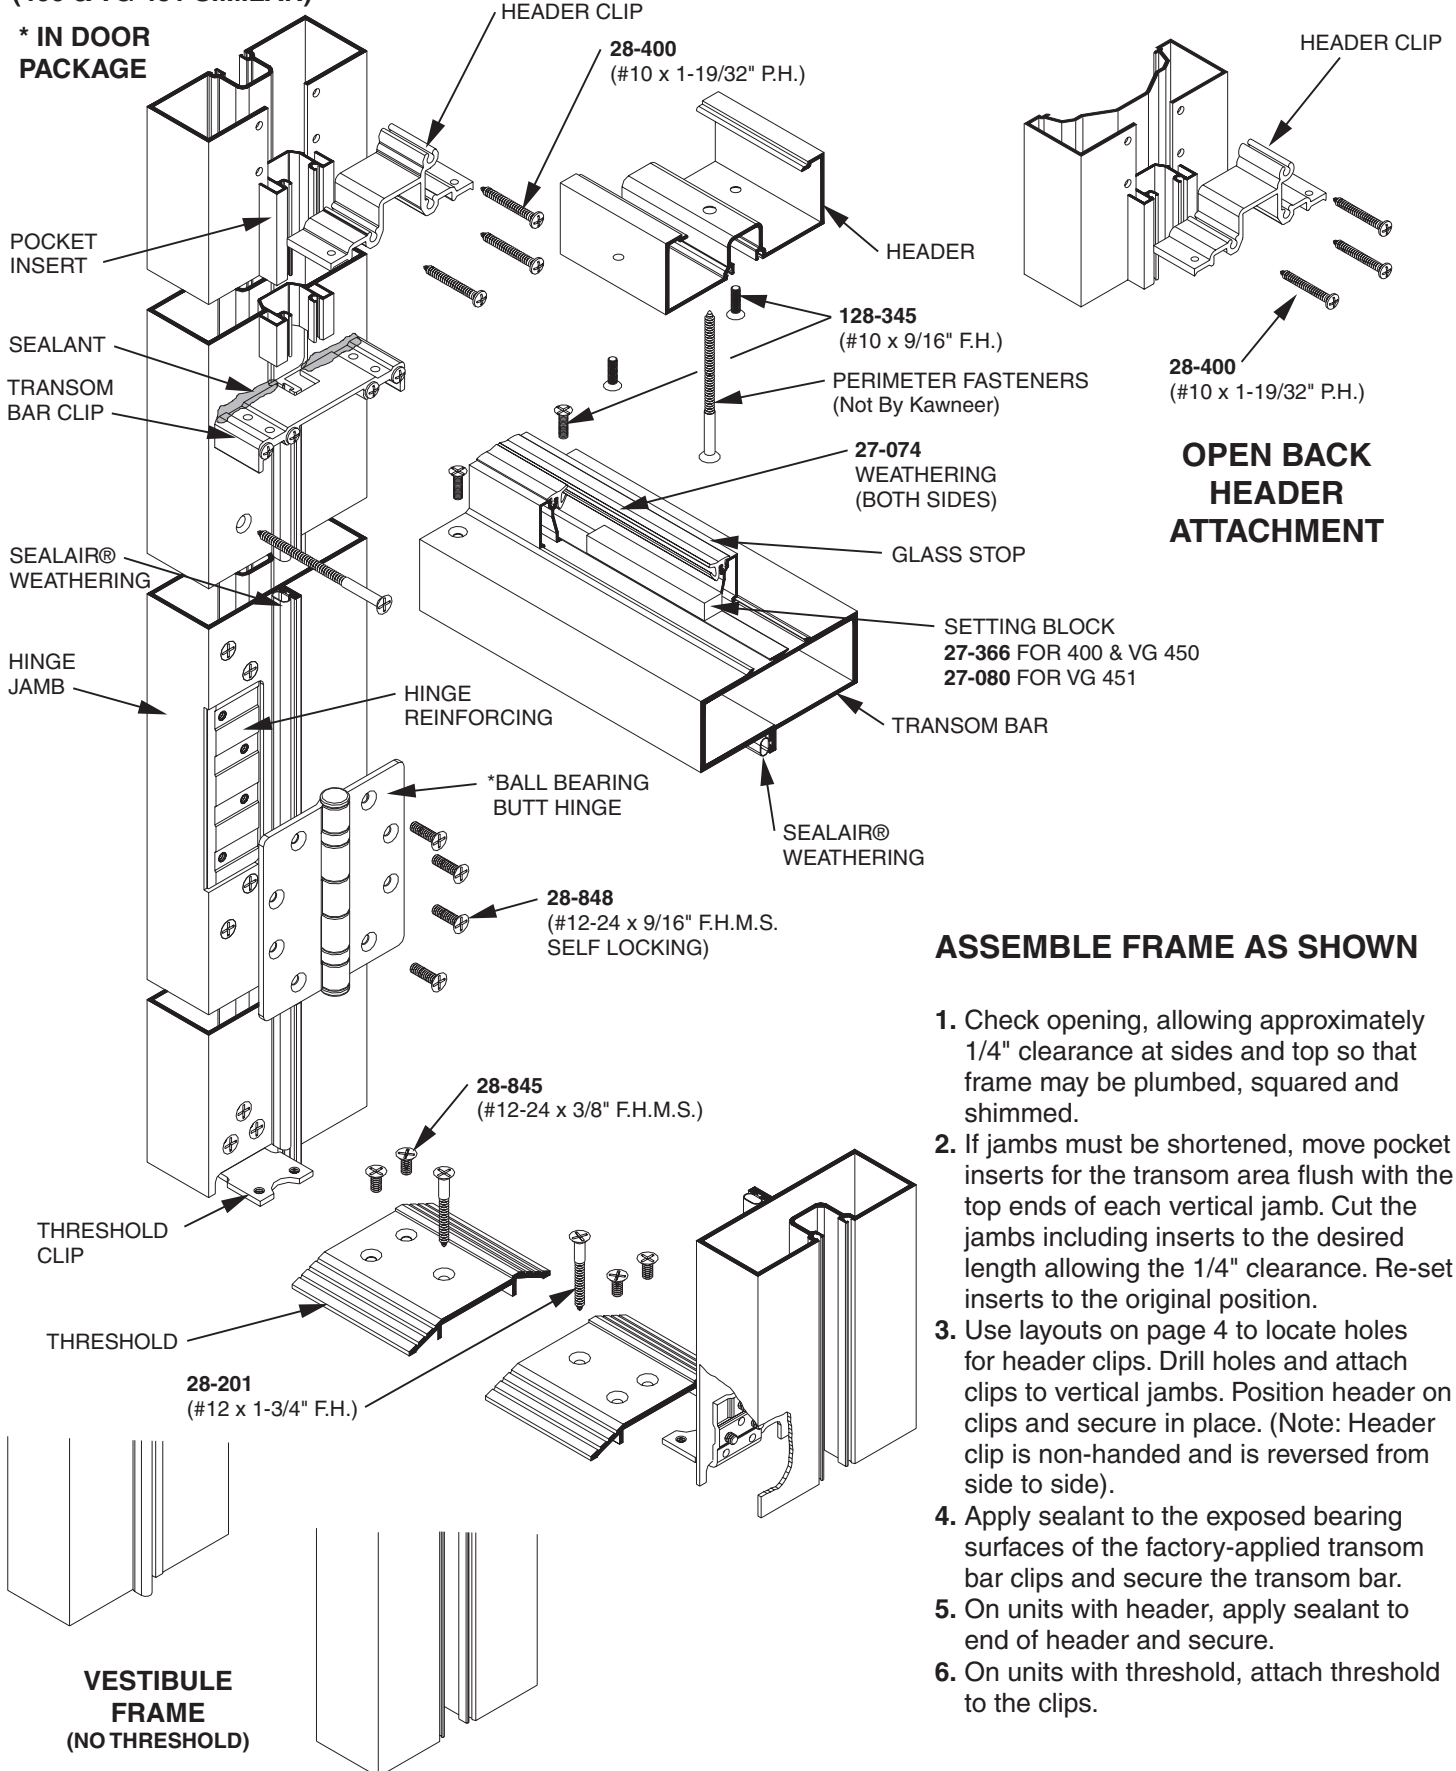 * IN DOOR
PACKAGE
HEADER CLIP
28-400
(#10 x 1-19/32" P.H.)
HEADER CLIP
POCKET
INSERT
HEADER
SEALANT
TRANSOM
BAR CLIP
128-345
(#10 x 9/16" F.H.)
PERIMETER FASTENERS
(Not By Kawneer)
28-400
(#10 x 1-19/32" P.H.)
OPEN BACK
HEADER
ATTACHMENT
27-074
WEATHERING
(BOTH SIDES)
SEALAIR®
WEATHERING
GLASS STOP
SETTING BLOCK
27-366 FOR 400 & VG 450
27-080 FOR VG 451
HINGE
JAMB
HINGE
REINFORCING
TRANSOM BAR
*BALL BEARING
BUTT HINGE
SEALAIR®
WEATHERING
28-848
(#12-24 x 9/16" F.H.M.S.
SELF LOCKING)
28-845
(#12-24 x 3/8" F.H.M.S.)
THRESHOLD
CLIP
THRESHOLD
28-201
(#12 x 1-3/4" F.H.)
VESTIBULE
FRAME
(NO THRESHOLD)
ASSEMBLE FRAME AS SHOWN
1. Check opening, allowing approximately
1/4" clearance at sides and top so that
frame may be plumbed, squared and
shimmed.
2. If jambs must be shortened, move pocket
inserts for the transom area flush with the
top ends of each vertical jamb. Cut the
jambs including inserts to the desired
length allowing the 1/4" clearance. Re-set
inserts to the original position.
3. Use layouts on page 4 to locate holes
for header clips. Drill holes and attach
clips to vertical jambs. Position header on
clips and secure in place. (Note: Header
clip is non-handed and is reversed from
side to side).
4. Apply sealant to the exposed bearing
surfaces of the factory-applied transom
bar clips and secure the transom bar.
5. On units with header, apply sealant to
end of header and secure.
6. On units with threshold, attach threshold
to the clips.